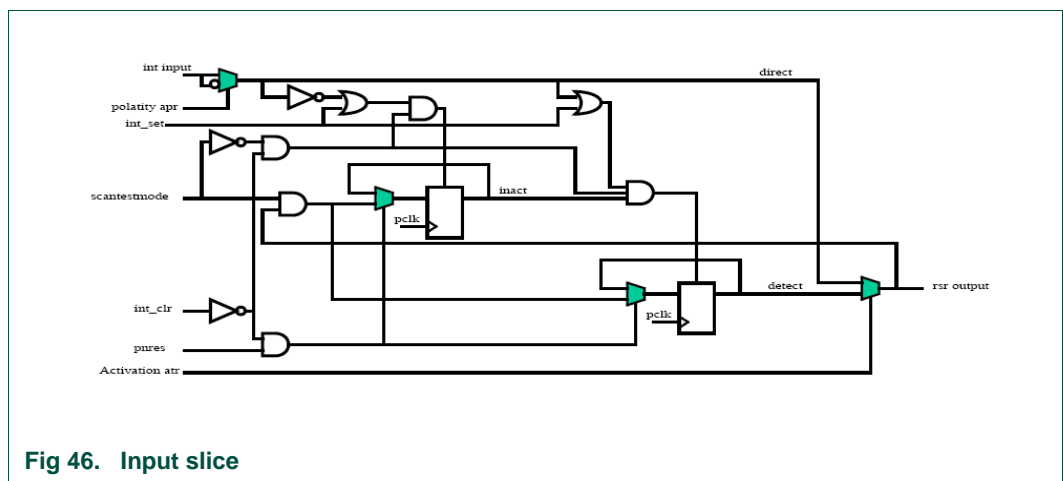 int input
direct
polatity apr
int_set
scantestmode
inact
pclk
int_clr
detect
rsr output
pclk
pnres
Activation atr
Fig 46. Input slice